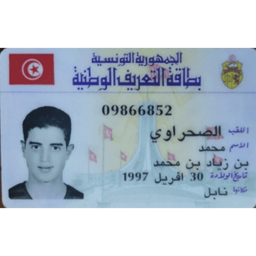 الجمهورية التونسية
بطاقة التعريف الوطنية
09866852
اللقب الصحراوي
الاسم محمد
بن زياد بن محمد
تاريخ الولادة 30 افريل 1997
مكانها نابل